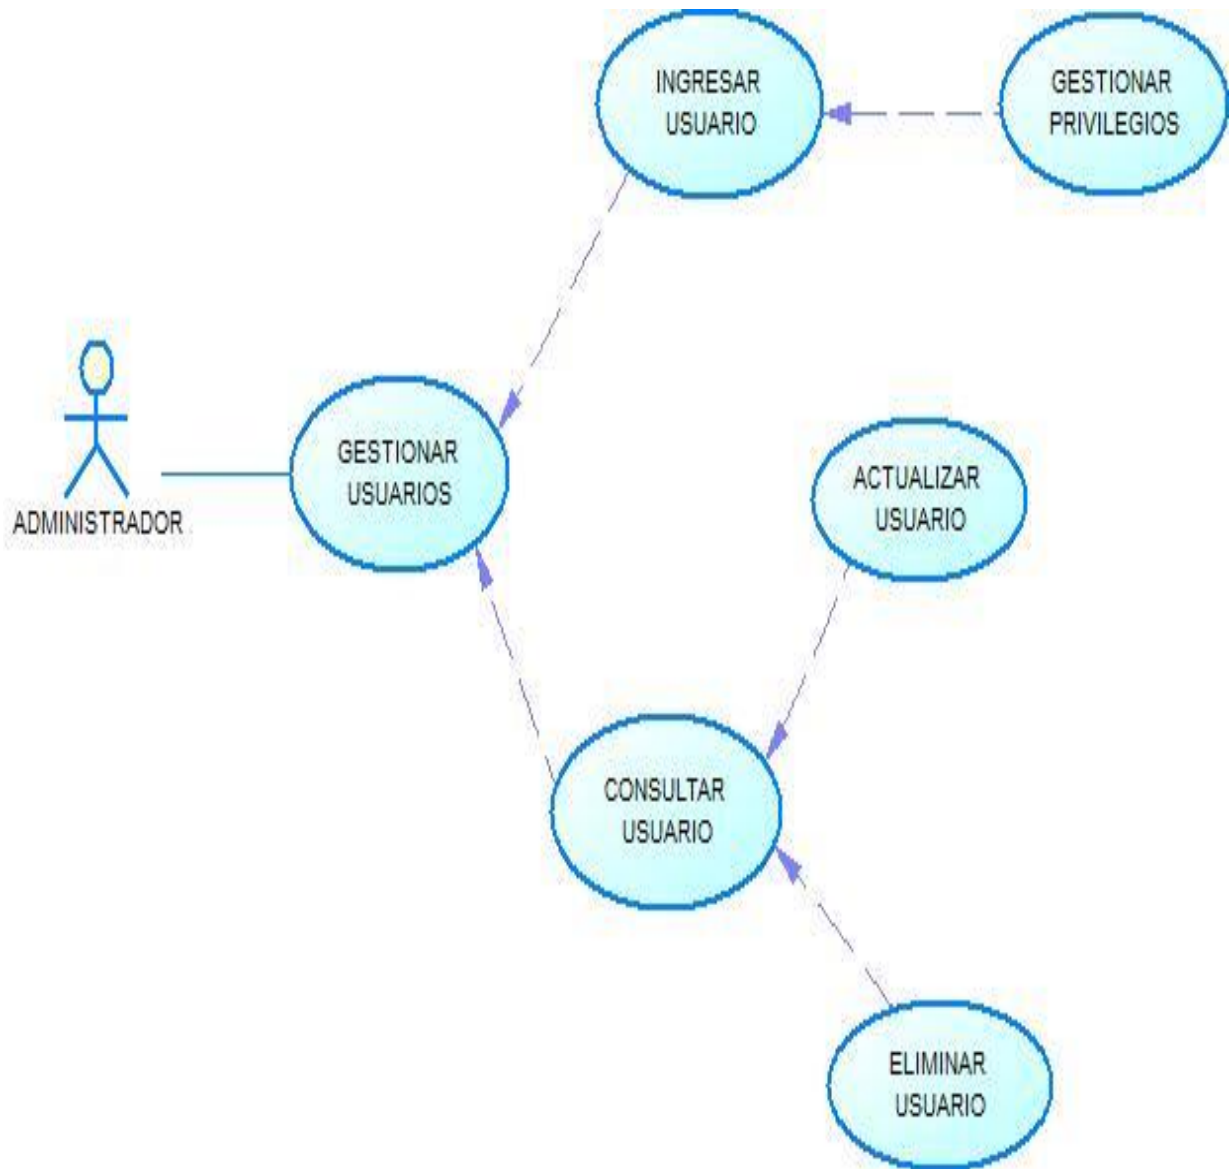 INGRESAR
USUARIO
GESTIONAR
PRIVILEGIOS
GESTIONAR
USUARIOS
ADMINISTRADOR
ACTUALIZAR
USUARIO
CONSULTAR
USUARIO
ELIMINAR
USUARIO